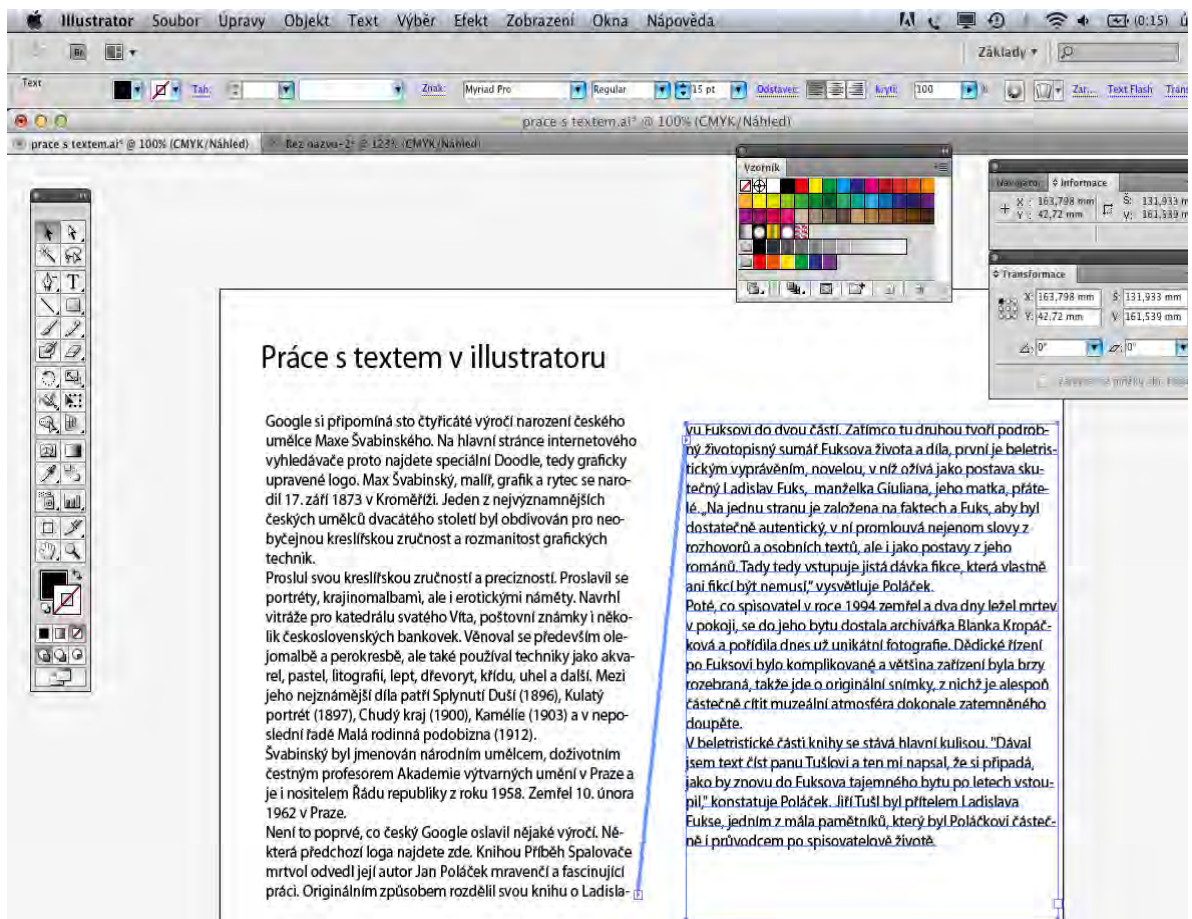 Illustrator Soubor Úpravy Objekt Text Výběr Efekt Zobrazení Okna Nápověda (0:15)
Br Základy
Text Tah: Znak: Myriad Pro Regular 15 pt Odstavec: Krytí: 100 Zar... Text Flash Trans
prace s textem.ai* @ 100% (CMYK/Náhled)
prace s textem.ai* @ 100% (CMYK/Náhled) Bez názvu-2* @ 123% (CMYK/Náhled)
Vzorník
Navigátor Informace
X: 163,798 mm Š: 131,933 m
Y: 42,72 mm V: 161,539 m
Transformace
X: 163,798 mm Š: 131,933 mm
Y: 42,72 mm V: 161,539 mm
0° 0°
Práce s textem v illustratoru
Google si připomíná sto čtyřicáté výročí narození českého
umělce Maxe Švabinského. Na hlavní stránce internetového
vyhledávače proto najdete speciální Doodle, tedy graficky
upravené logo. Max Švabinský, malíř, grafik a rytec se naro-
dil 17. září 1873 v Kroměříži. Jeden z nejvýznamnějších
českých umělců dvacátého století byl obdivován pro neo-
byčejnou kreslířskou zručnost a rozmanitost grafických
technik.
Proslul svou kreslířskou zručností a precizností. Proslavil se
portréty, krajinomalbami, ale i erotickými náměty. Navrhl
vitráže pro katedrálu svatého Víta, poštovní známky i něko-
lik československých bankovek. Věnoval se především ole-
jomalbě a perokresbě, ale také používal techniky jako akva-
rel, pastel, litografii, lept, dřevoryt, křídu, uhel a další. Mezi
jeho nejznámější díla patří Splynutí Duší (1896), Kulatý
portrét (1897), Chudý kraj (1900), Kamélie (1903) a v nepo-
slední řadě Malá rodinná podobizna (1912).
Švabinský byl jmenován národním umělcem, doživotním
čestným profesorem Akademie výtvarných umění v Praze a
je i nositelem Řádu republiky z roku 1958. Zemřel 10. února
1962 v Praze.
Není to poprvé, co český Google oslavil nějaké výročí. Ně-
která předchozí loga najdete zde. Knihou Příběh Spalovače
mrtvol odvedl její autor Jan Poláček mravenčí a fascinující
práci. Originálním způsobem rozdělil svou knihu o Ladisla-
vu Fuksovi do dvou částí. Zatímco tu druhou tvoří podrob-
ný životopisný sumář Fuksova života a díla, první je beletris-
tickým vyprávěním, novelou, v níž ožívá jako postava sku-
tečný Ladislav Fuks, manželka Giuliana, jeho matka, přáte-
lé. „Na jednu stranu je založena na faktech a Fuks, aby byl
dostatečně autentický, v ní promlouvá nejenom slovy z
rozhovorů a osobních textů, ale i jako postavy z jeho
románů. Tady tedy vstupuje jistá dávka fikce, která vlastně
ani fikcí být nemusí,“ vysvětluje Poláček.
Poté, co spisovatel v roce 1994 zemřel a dva dny ležel mrtev
v pokoji, se do jeho bytu dostala archivářka Blanka Kropáč-
ková a pořídila dnes už unikátní fotografie. Dědické řízení
po Fuksovi bylo komplikované a většina zařízení byla brzy
rozebraná, takže jde o originální snímky, z nichž je alespoň
částečně cítit muzeální atmosféra dokonale zatemněného
doupěte.
V beletristické části knihy se stává hlavní kulisou. "Dával
jsem text číst panu Tušlovi a ten mi napsal, že si připadá,
jako by znovu do Fuksova tajemného bytu po letech vstou-
pil," konstatuje Poláček. Jiří Tušl byl přítelem Ladislava
Fukse, jedním z mála pamětníků, který byl Poláčkovi částeč-
ně i průvodcem po spisovatelově životě.